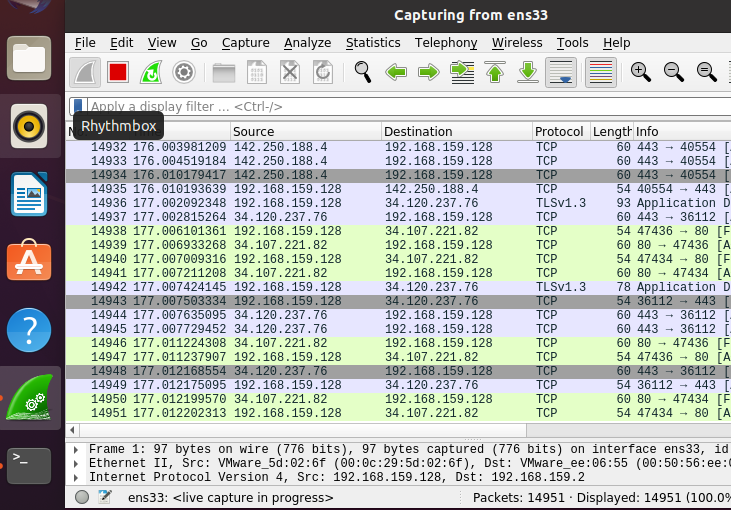 Capturing from ens33
File Edit View Go Capture Analyze Statistics Telephony Wireless Tools Help
Apply a display filter ... <Ctrl-/>
Rhythmbox
Source Destination Protocol Length Info
14932 176.003981209 142.250.188.4 192.168.159.128 TCP 60 443 → 40554 [
14933 176.004519184 142.250.188.4 192.168.159.128 TCP 60 443 → 40554 [
14934 176.010179417 142.250.188.4 192.168.159.128 TCP 60 443 → 40554 [
14935 176.010193639 192.168.159.128 142.250.188.4 TCP 54 40554 → 443 [
14936 177.002092348 192.168.159.128 34.120.237.76 TLSv1.3 93 Application D
14937 177.002815264 34.120.237.76 192.168.159.128 TCP 60 443 → 36112 [
14938 177.006101361 192.168.159.128 34.107.221.82 TCP 54 47436 → 80 [F
14939 177.006933268 34.107.221.82 192.168.159.128 TCP 60 80 → 47436 [A
14940 177.007009316 192.168.159.128 34.107.221.82 TCP 54 47434 → 80 [F
14941 177.007211208 34.107.221.82 192.168.159.128 TCP 60 80 → 47434 [A
14942 177.007424145 192.168.159.128 34.120.237.76 TLSv1.3 78 Application D
14943 177.007503334 192.168.159.128 34.120.237.76 TCP 54 36112 → 443 [
14944 177.007635095 34.120.237.76 192.168.159.128 TCP 60 443 → 36112 [
14945 177.007729452 34.120.237.76 192.168.159.128 TCP 60 443 → 36112 [
14946 177.011224308 34.107.221.82 192.168.159.128 TCP 60 80 → 47436 [F
14947 177.011237907 192.168.159.128 34.107.221.82 TCP 54 47436 → 80 [A
14948 177.012168554 34.120.237.76 192.168.159.128 TCP 60 443 → 36112 [
14949 177.012175095 192.168.159.128 34.120.237.76 TCP 54 36112 → 443 [
14950 177.012199570 34.107.221.82 192.168.159.128 TCP 60 80 → 47434 [F
14951 177.012202313 192.168.159.128 34.107.221.82 TCP 54 47434 → 80 [A
Frame 1: 97 bytes on wire (776 bits), 97 bytes captured (776 bits) on interface ens33, id
Ethernet II, Src: VMware_5d:02:6f (00:0c:29:5d:02:6f), Dst: VMware_ee:06:55 (00:50:56:ee:0
Internet Protocol Version 4, Src: 192.168.159.128, Dst: 192.168.159.2
ens33: <live capture in progress> Packets: 14951 · Displayed: 14951 (100.0%